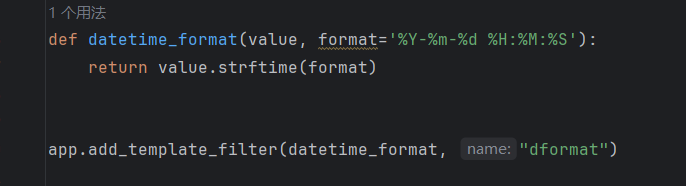 1 个用法
def datetime_format(value, format='%Y-%m-%d %H:%M:%S'):
    return value.strftime(format)
app.add_template_filter(datetime_format, name: "dformat")